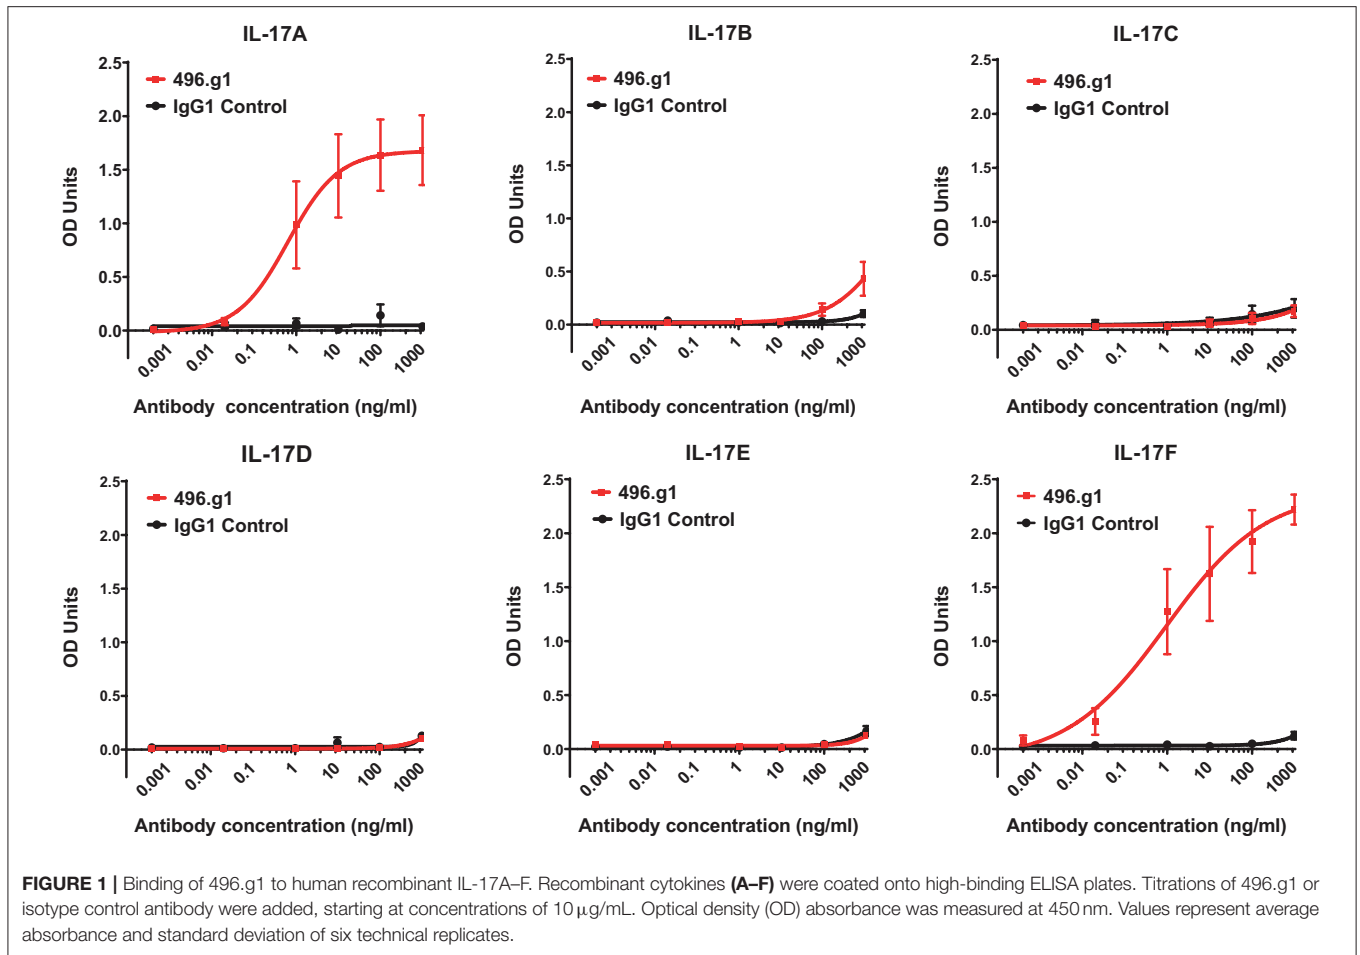 IL-17A
2.5
2.0
1.5
1.0
0.5
0.0
OD Units
496.g1
IgG1 Control
0.001
0.01
0.1
1
10
100
1000
Antibody concentration (ng/ml)
IL-17B
2.5
2.0
1.5
1.0
0.5
0.0
OD Units
496.g1
IgG1 Control
0.001
0.01
0.1
1
10
100
1000
Antibody concentration (ng/ml)
IL-17C
2.5
2.0
1.5
1.0
0.5
0.0
OD Units
496.g1
IgG1 Control
0.001
0.01
0.1
1
10
100
1000
Antibody concentration (ng/ml)
IL-17D
2.5
2.0
1.5
1.0
0.5
0.0
OD Units
496.g1
IgG1 Control
0.001
0.01
0.1
1
10
100
1000
Antibody concentration (ng/ml)
IL-17E
2.5
2.0
1.5
1.0
0.5
0.0
OD Units
496.g1
IgG1 Control
0.001
0.01
0.1
1
10
100
1000
Antibody concentration (ng/ml)
IL-17F
2.5
2.0
1.5
1.0
0.5
0.0
OD Units
496.g1
IgG1 Control
0.001
0.01
0.1
1
10
100
1000
Antibody concentration (ng/ml)
FIGURE 1 | Binding of 496.g1 to human recombinant IL-17A–F. Recombinant cytokines (A–F) were coated onto high-binding ELISA plates. Titrations of 496.g1 or
isotype control antibody were added, starting at concentrations of 10 μg/mL. Optical density (OD) absorbance was measured at 450 nm. Values represent average
absorbance and standard deviation of six technical replicates.